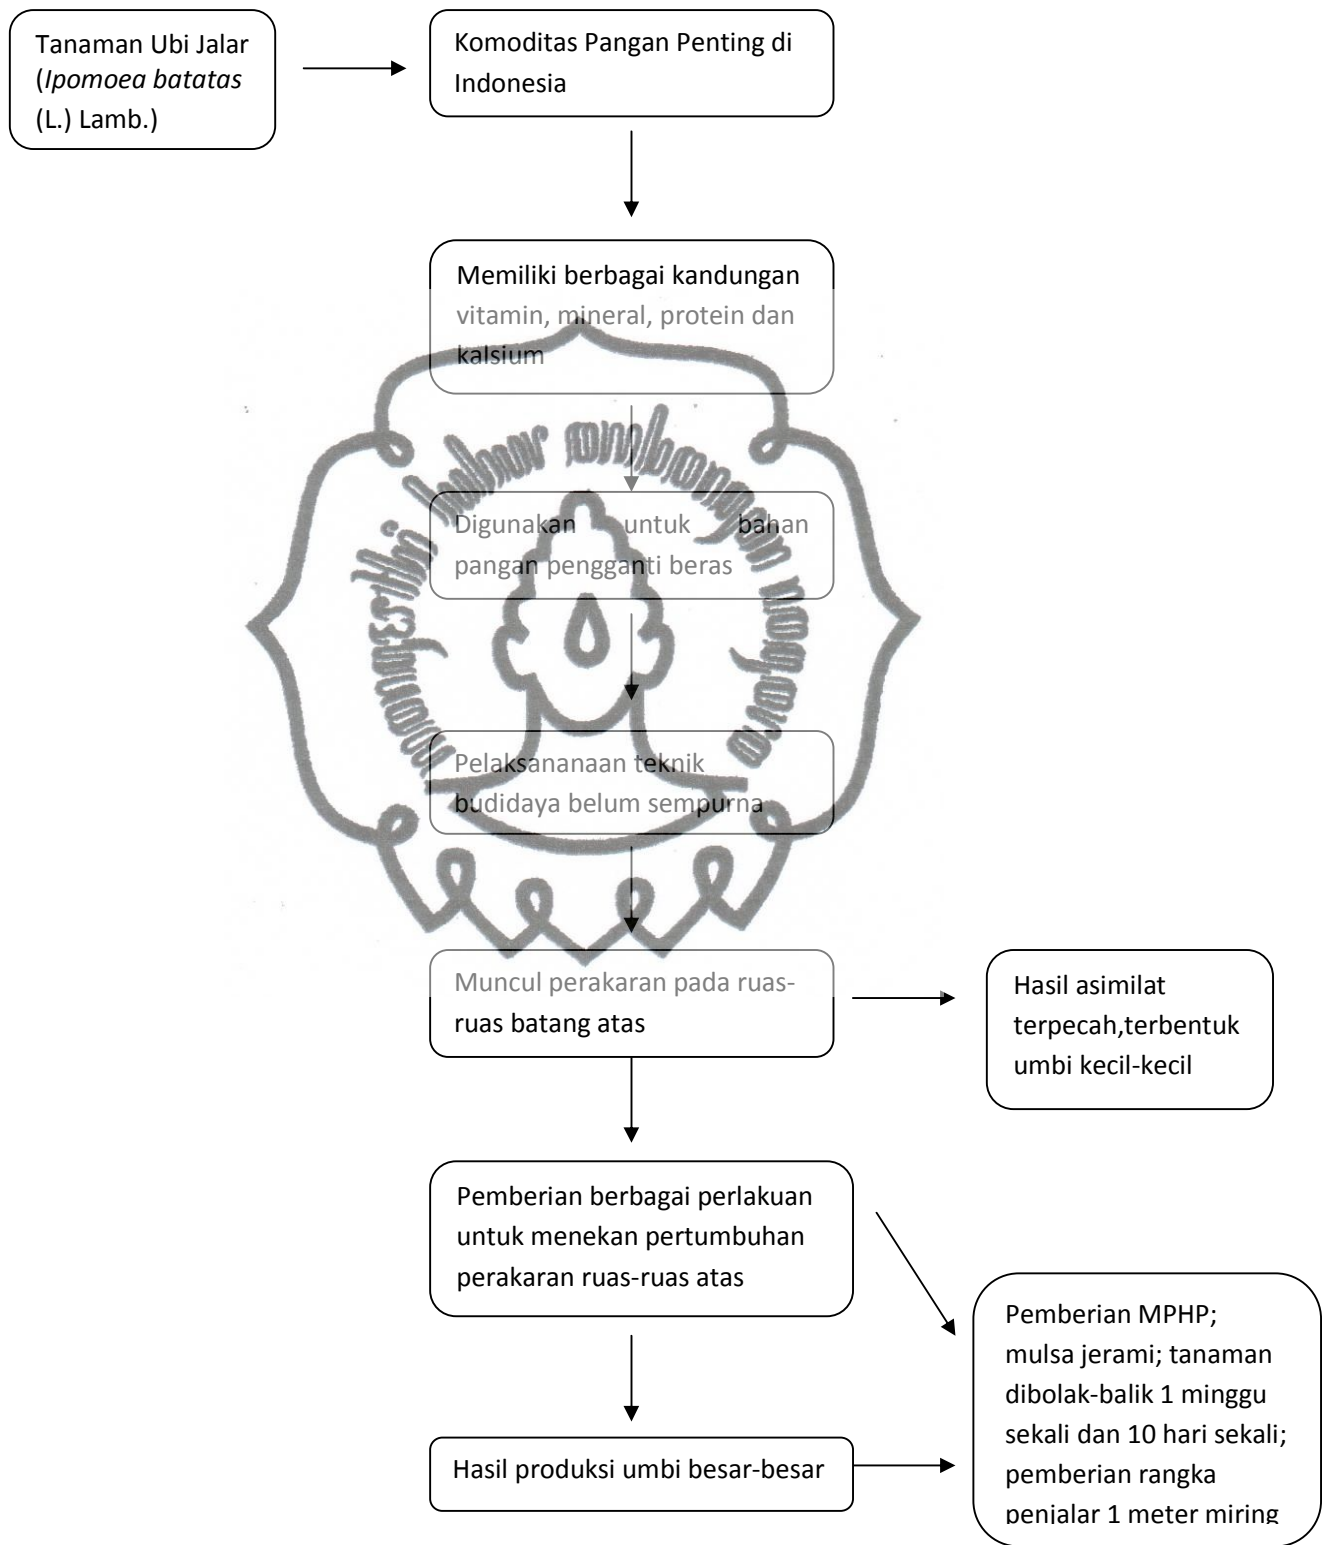 Tanaman Ubi Jalar
(Ipomoea batatas
(L.) Lamb.)
Komoditas Pangan Penting di
Indonesia
Memiliki berbagai kandungan
vitamin, mineral, protein dan
kalsium
Digunakan untuk bahan
pangan pengganti beras
Pelaksananaan teknik
budidaya belum sempurna
Muncul perakaran pada ruas-
ruas batang atas
Hasil asimilat
terpecah,terbentuk
umbi kecil-kecil
Pemberian berbagai perlakuan
untuk menekan pertumbuhan
perakaran ruas-ruas atas
Pemberian MPHP;
mulsa jerami; tanaman
dibolak-balik 1 minggu
sekali dan 10 hari sekali;
pemberian rangka
penjalar 1 meter miring
Hasil produksi umbi besar-besar